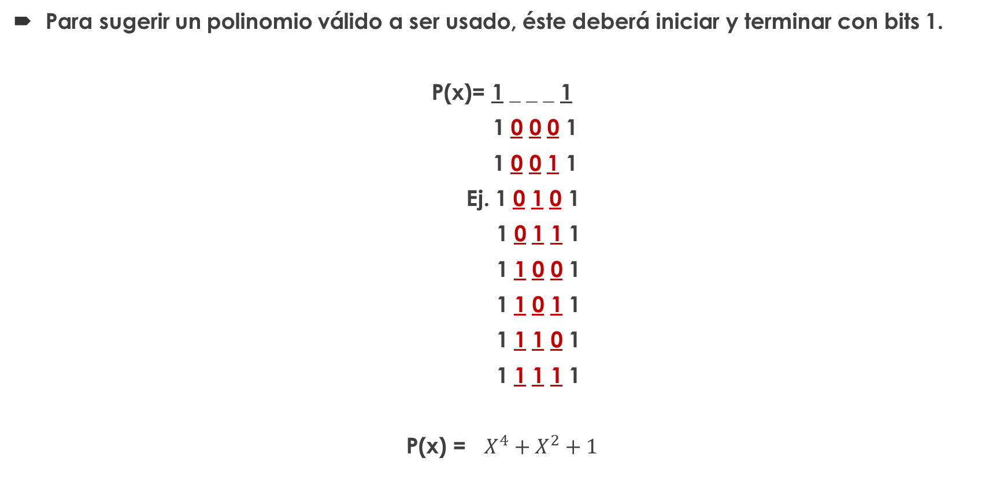 Para sugerir un polinomio válido a ser usado, éste deberá iniciar y terminar con bits 1.
P(x)= 1 _ _ _ 1
1 0 0 0 1
1 0 0 1 1
Ej. 1 0 1 0 1
1 0 1 1 1
1 1 0 0 1
1 1 0 1 1
1 1 1 0 1
1 1 1 1 1
P(x) = X⁴ + X² + 1